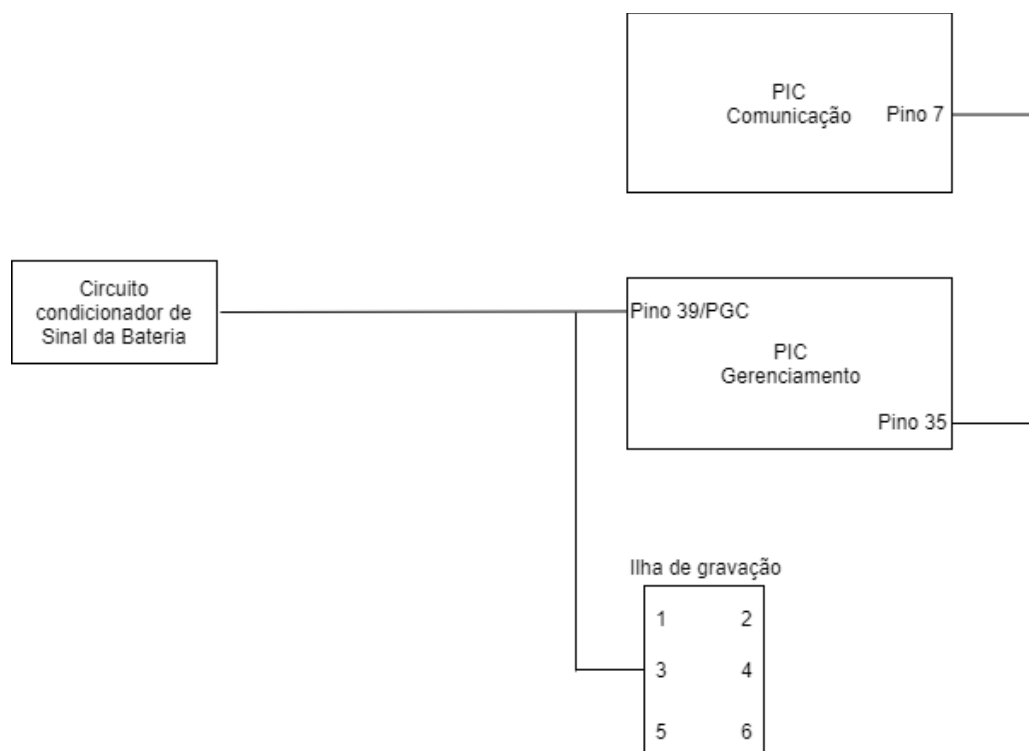 PIC
Comunicação
Pino 7
Circuito
condicionador de
Sinal da Bateria
Pino 39/PGC
PIC
Gerenciamento
Pino 35
Ilha de gravação
1 2
3 4
5 6